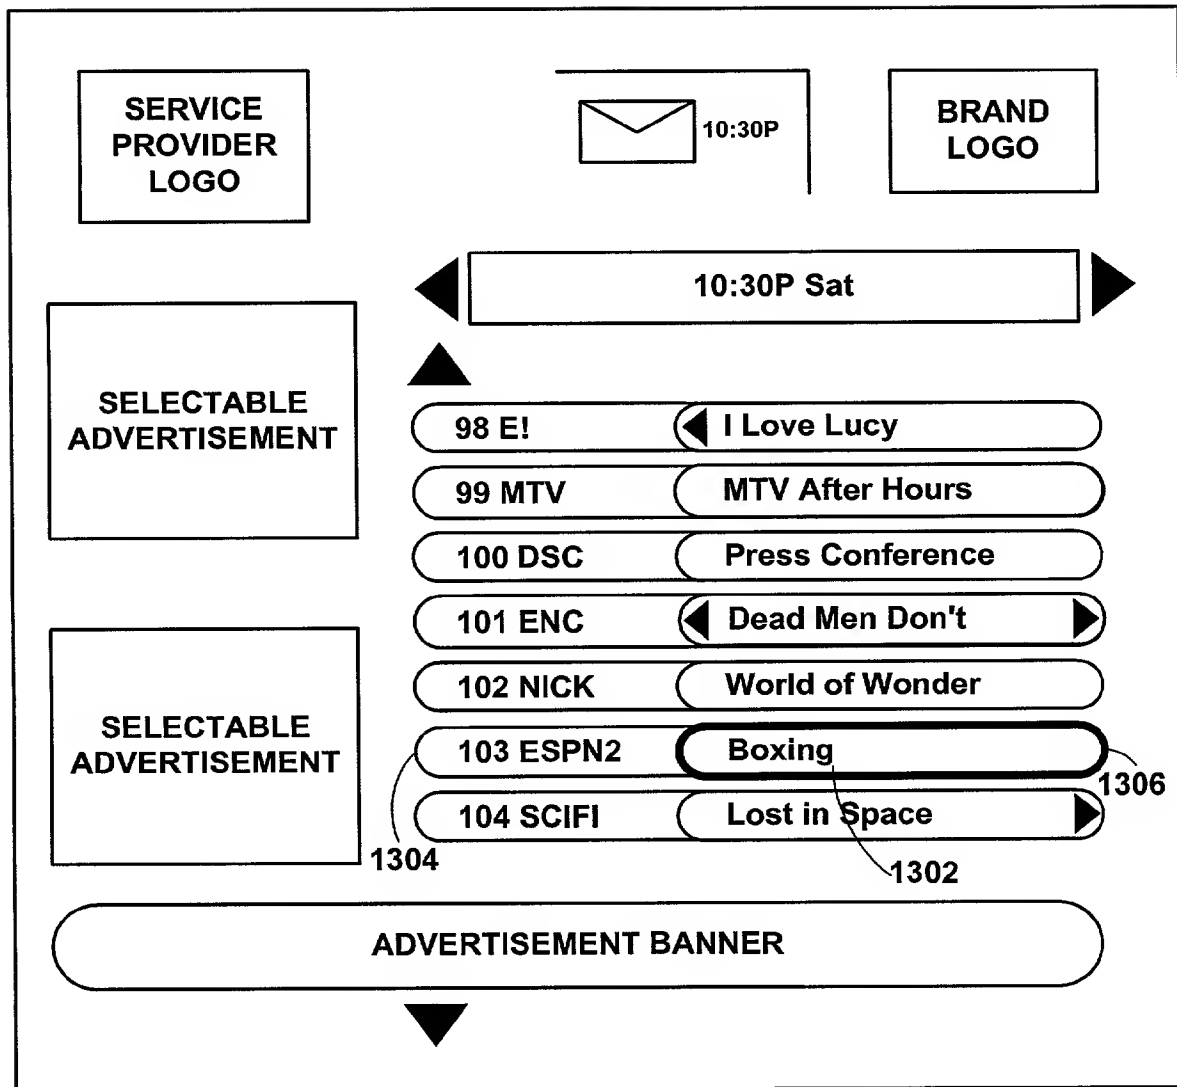 SERVICE
PROVIDER
LOGO
10:30P
BRAND
LOGO
10:30P Sat
SELECTABLE
ADVERTISEMENT
98 E! I Love Lucy
99 MTV MTV After Hours
100 DSC Press Conference
101 ENC Dead Men Don't
102 NICK World of Wonder
SELECTABLE
ADVERTISEMENT
103 ESPN2 Boxing
1306
104 SCIFI Lost in Space
1304
1302
ADVERTISEMENT BANNER